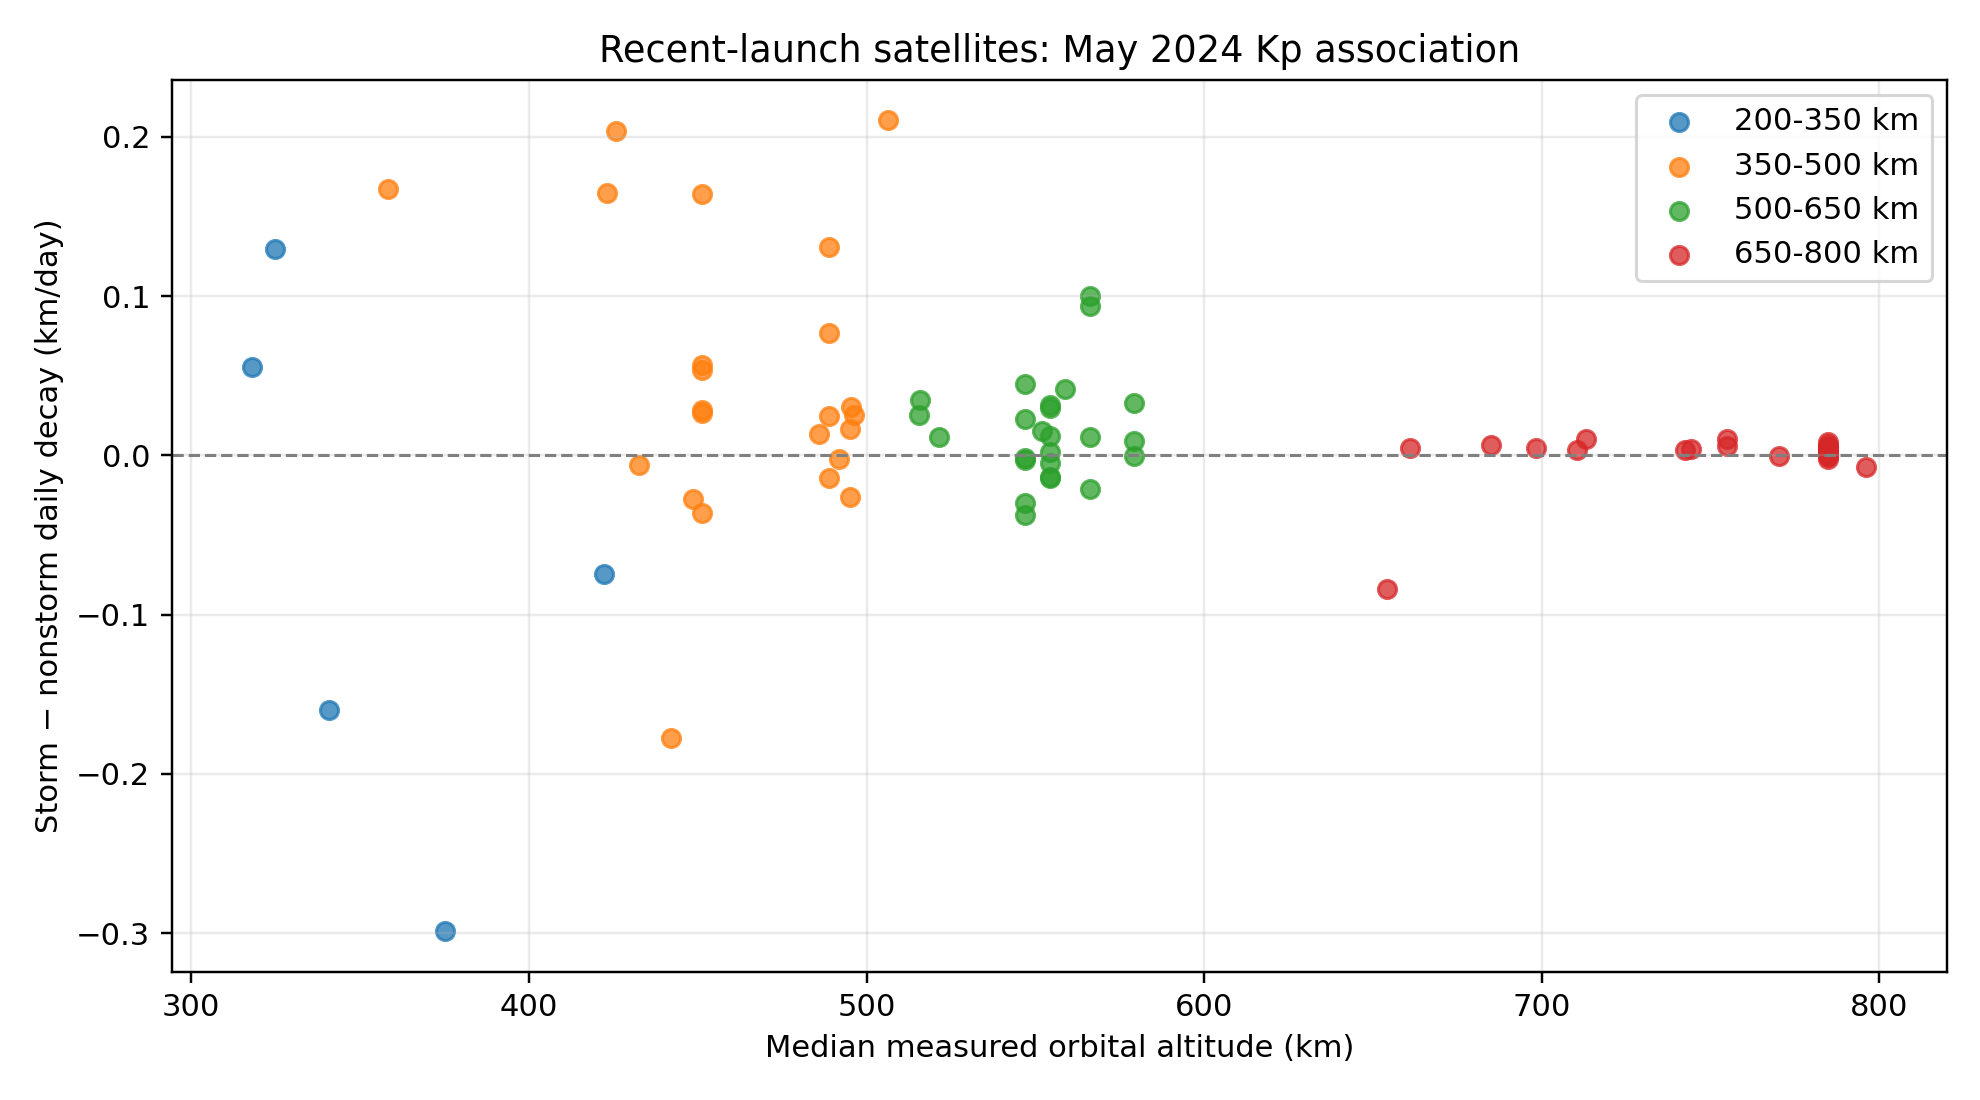 Recent-launch satellites: May 2024 Kp association
Storm − nonstorm daily decay (km/day)
0.2
0.1
0.0
−0.1
−0.2
−0.3
200-350 km
350-500 km
500-650 km
650-800 km
300 400 500 600 700 800
Median measured orbital altitude (km)